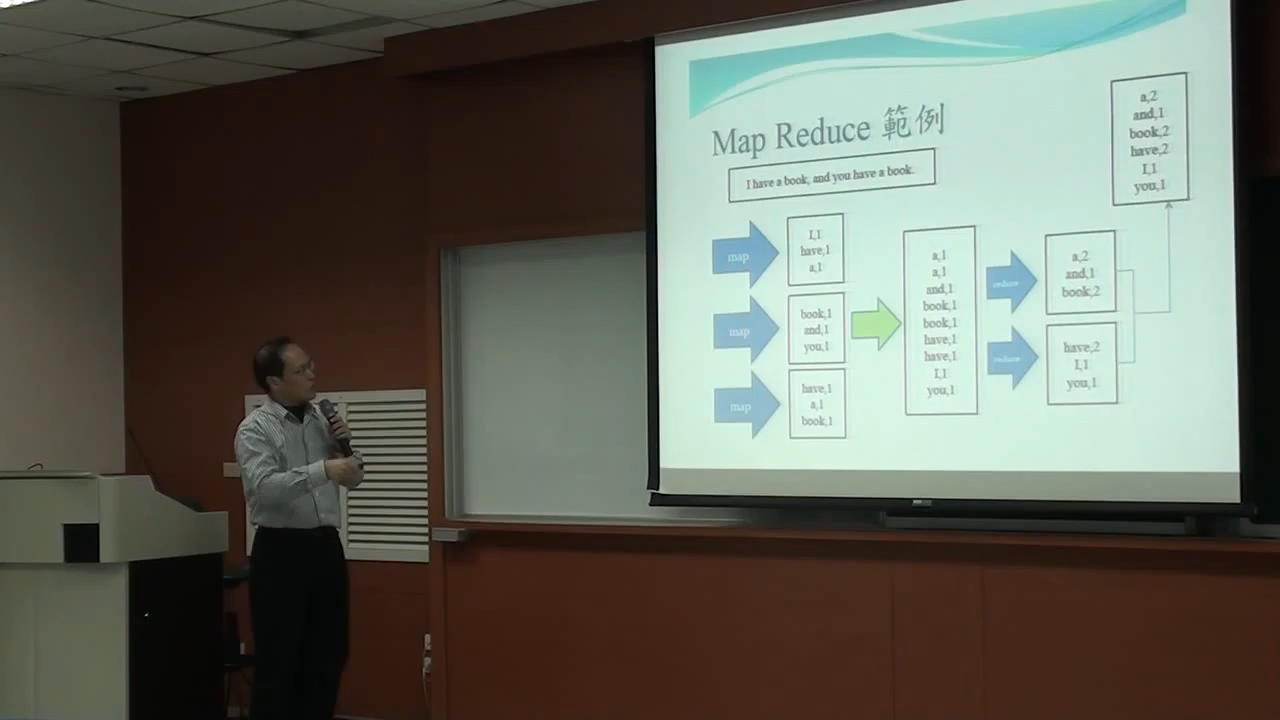 Map Reduce 範例
I have a book, and you have a book.
map
I,1
have,1
a,1
map
book,1
and,1
you,1
map
have,1
a,1
book,1
a,1
a,1
and,1
book,1
book,1
have,1
have,1
I,1
you,1
reduce
a,2
and,1
book,2
reduce
have,2
I,1
you,1
a,2
and,1
book,2
have,2
I,1
you,1